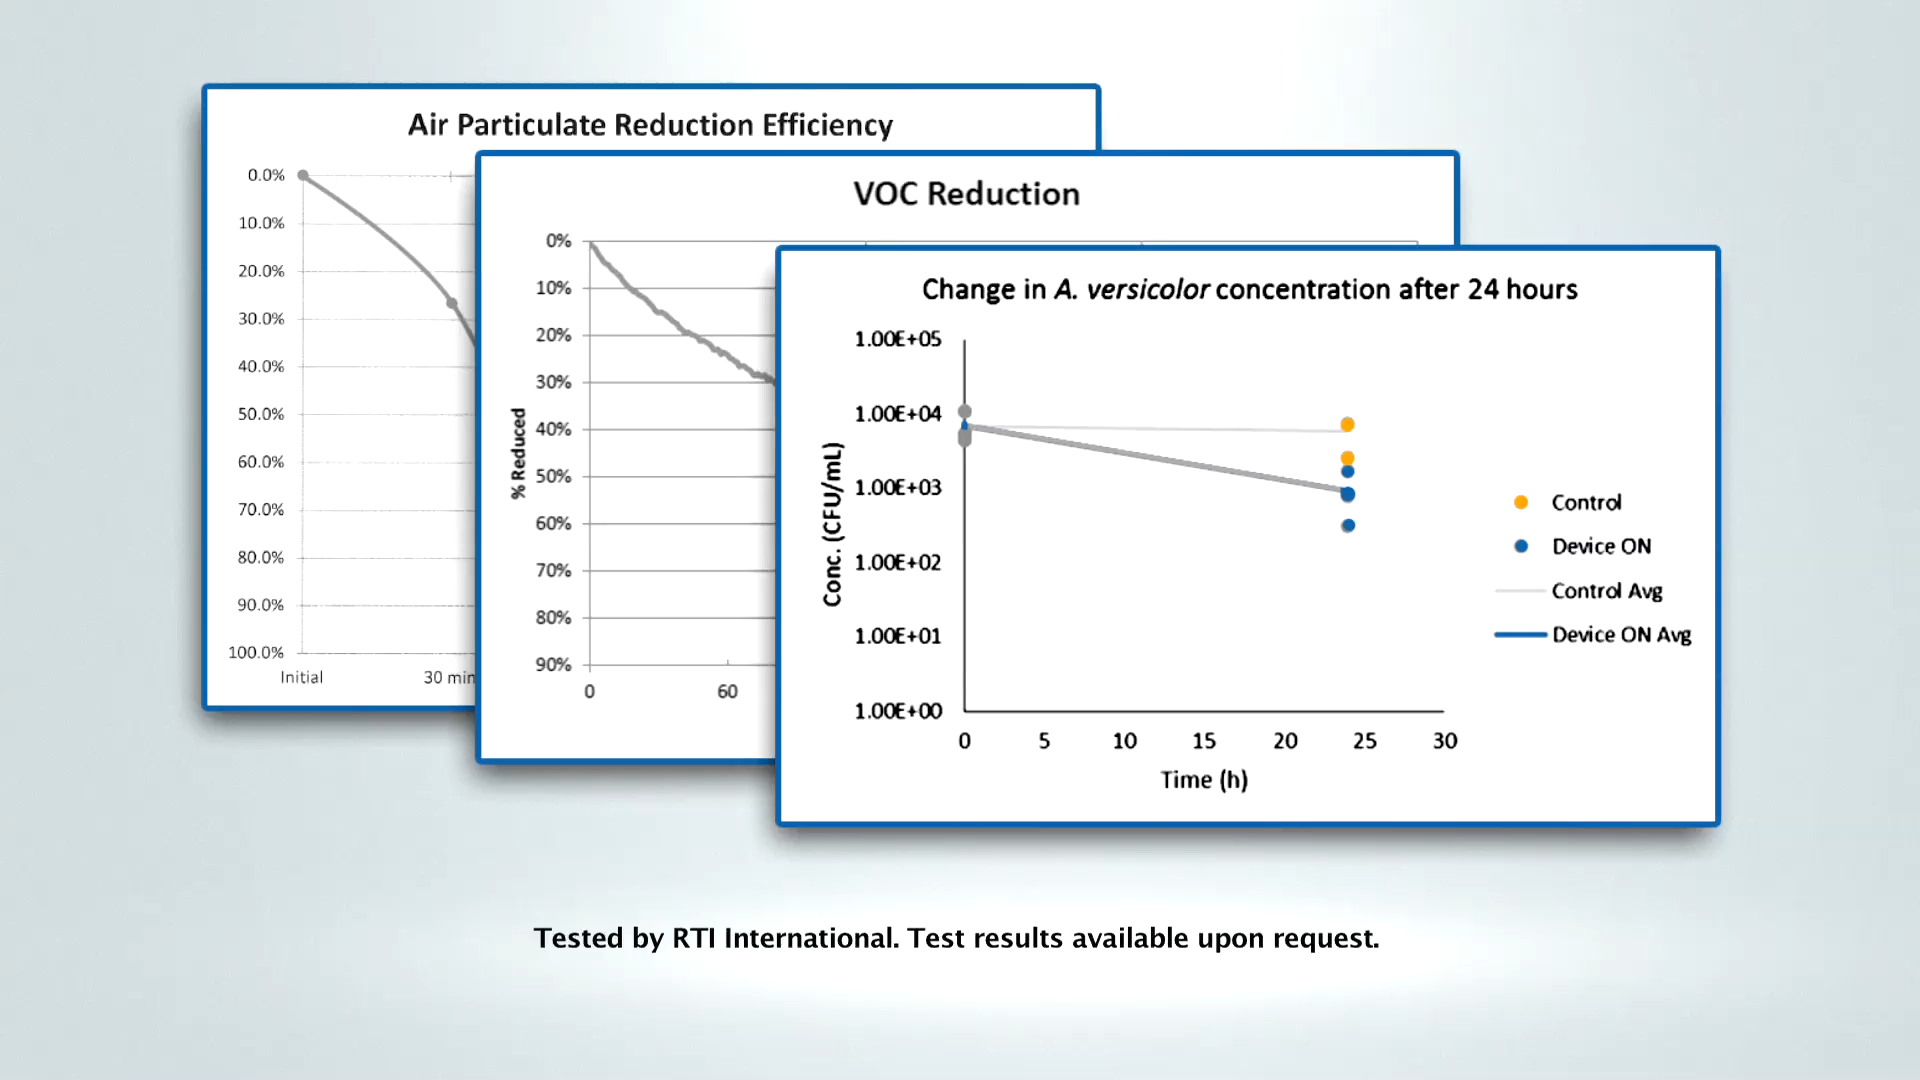 Air Particulate Reduction Efficiency
0.0%
10.0%
20.0%
30.0%
40.0%
50.0%
60.0%
70.0%
80.0%
90.0%
100.0%
Initial
30 min
VOC Reduction
% Reduced
0%
10%
20%
30%
40%
50%
60%
70%
80%
90%
0
60
Change in A. versicolor concentration after 24 hours
Conc. (CFU/mL)
1.00E+05
1.00E+04
1.00E+03
1.00E+02
1.00E+01
1.00E+00
0 5 10 15 20 25 30
Time (h)
Control
Device ON
Control Avg
Device ON Avg
Tested by RTI International. Test results available upon request.